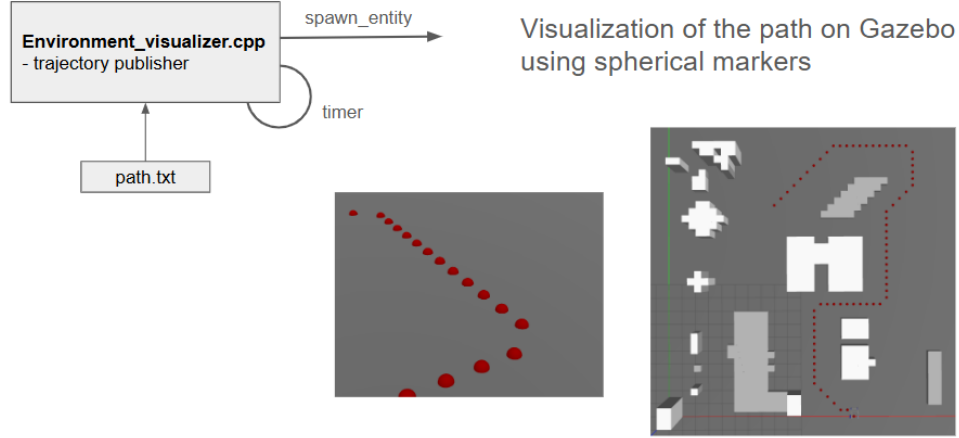 spawn_entity
Environment_visualizer.cpp
- trajectory publisher
timer
path.txt
Visualization of the path on Gazebo
using spherical markers